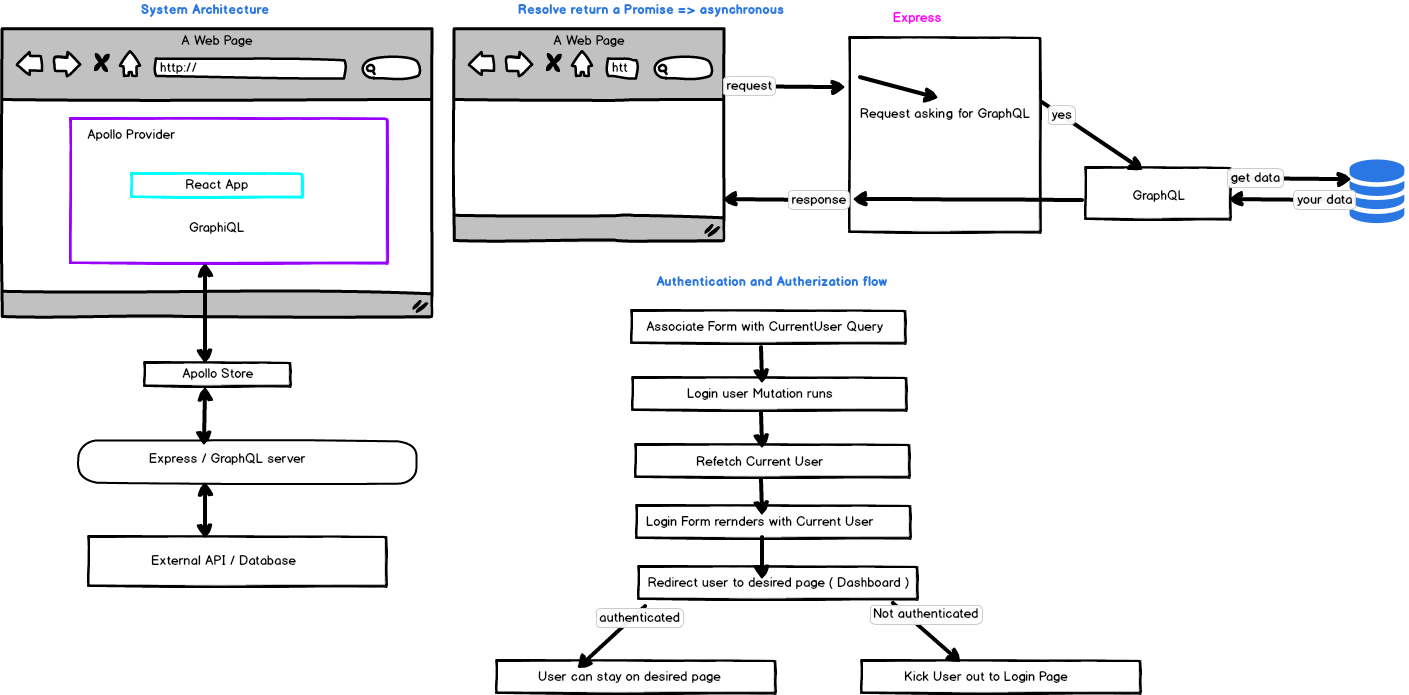 System Architecture
A Web Page
http://
Apollo Provider
React App
GraphiQL
Apollo Store
Express / GraphQL server
External API / Database
Resolve return a Promise => asynchronous
A Web Page
htt
request
response
Express
Request asking for GraphQL
yes
GraphQL
get data
your data
Authentication and Autherization flow
Associate Form with CurrentUser Query
Login user Mutation runs
Refetch Current User
Login Form rernders with Current User
Redirect user to desired page ( Dashboard )
authenticated
Not authenticated
User can stay on desired page
Kick User out to Login Page